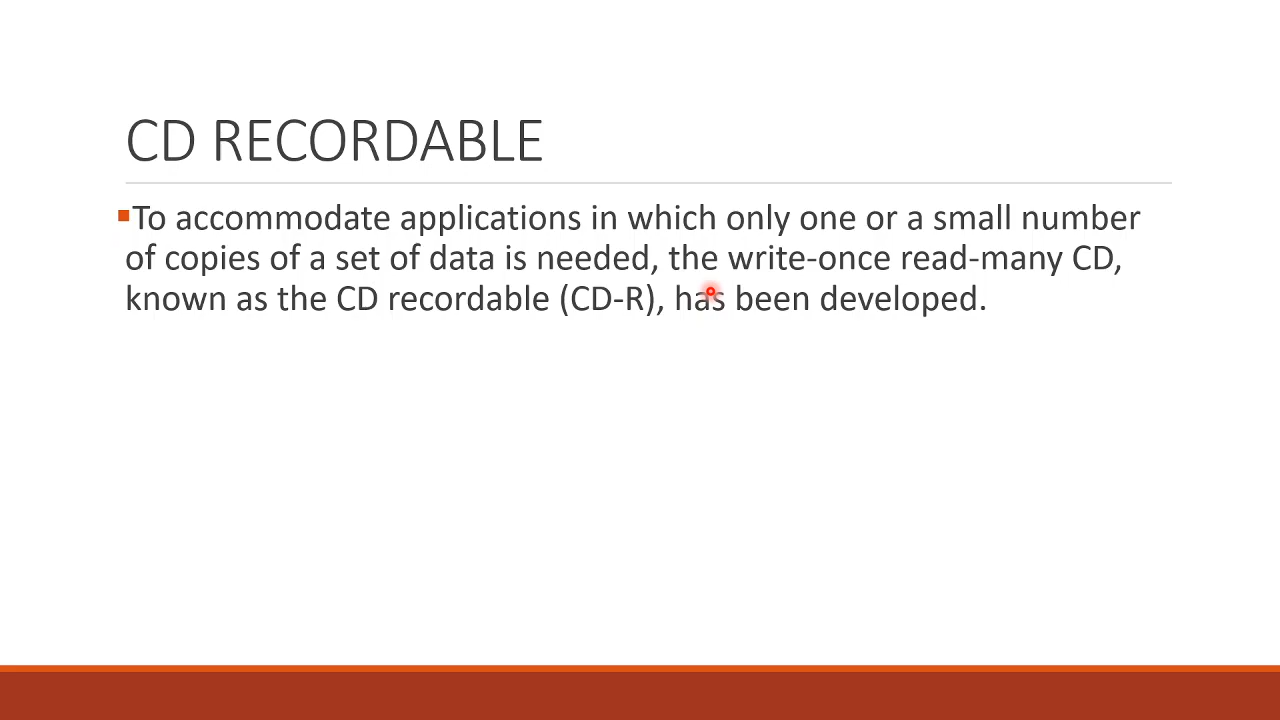 CD RECORDABLE
To accommodate applications in which only one or a small number
of copies of a set of data is needed, the write-once read-many CD,
known as the CD recordable (CD-R), has been developed.